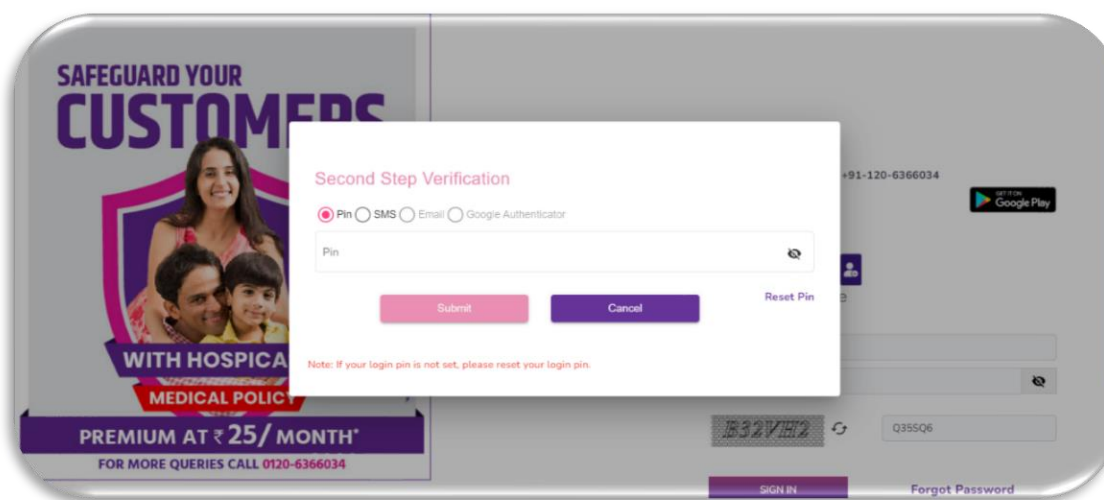 SAFEGUARD YOUR
CUSTOMERS
WITH HOSPICA
MEDICAL POLICY
PREMIUM AT ₹ 25/ MONTH*
FOR MORE QUERIES CALL 0120-6366034
Second Step Verification
Pin SMS Email Google Authenticator
Pin
Submit
Cancel
Reset Pin
Note: If your login pin is not set, please reset your login pin.
+91-120-6366034
GET IT ON
Google Play
e
B32VH2
Q35SQ6
SIGN IN
Forgot Password